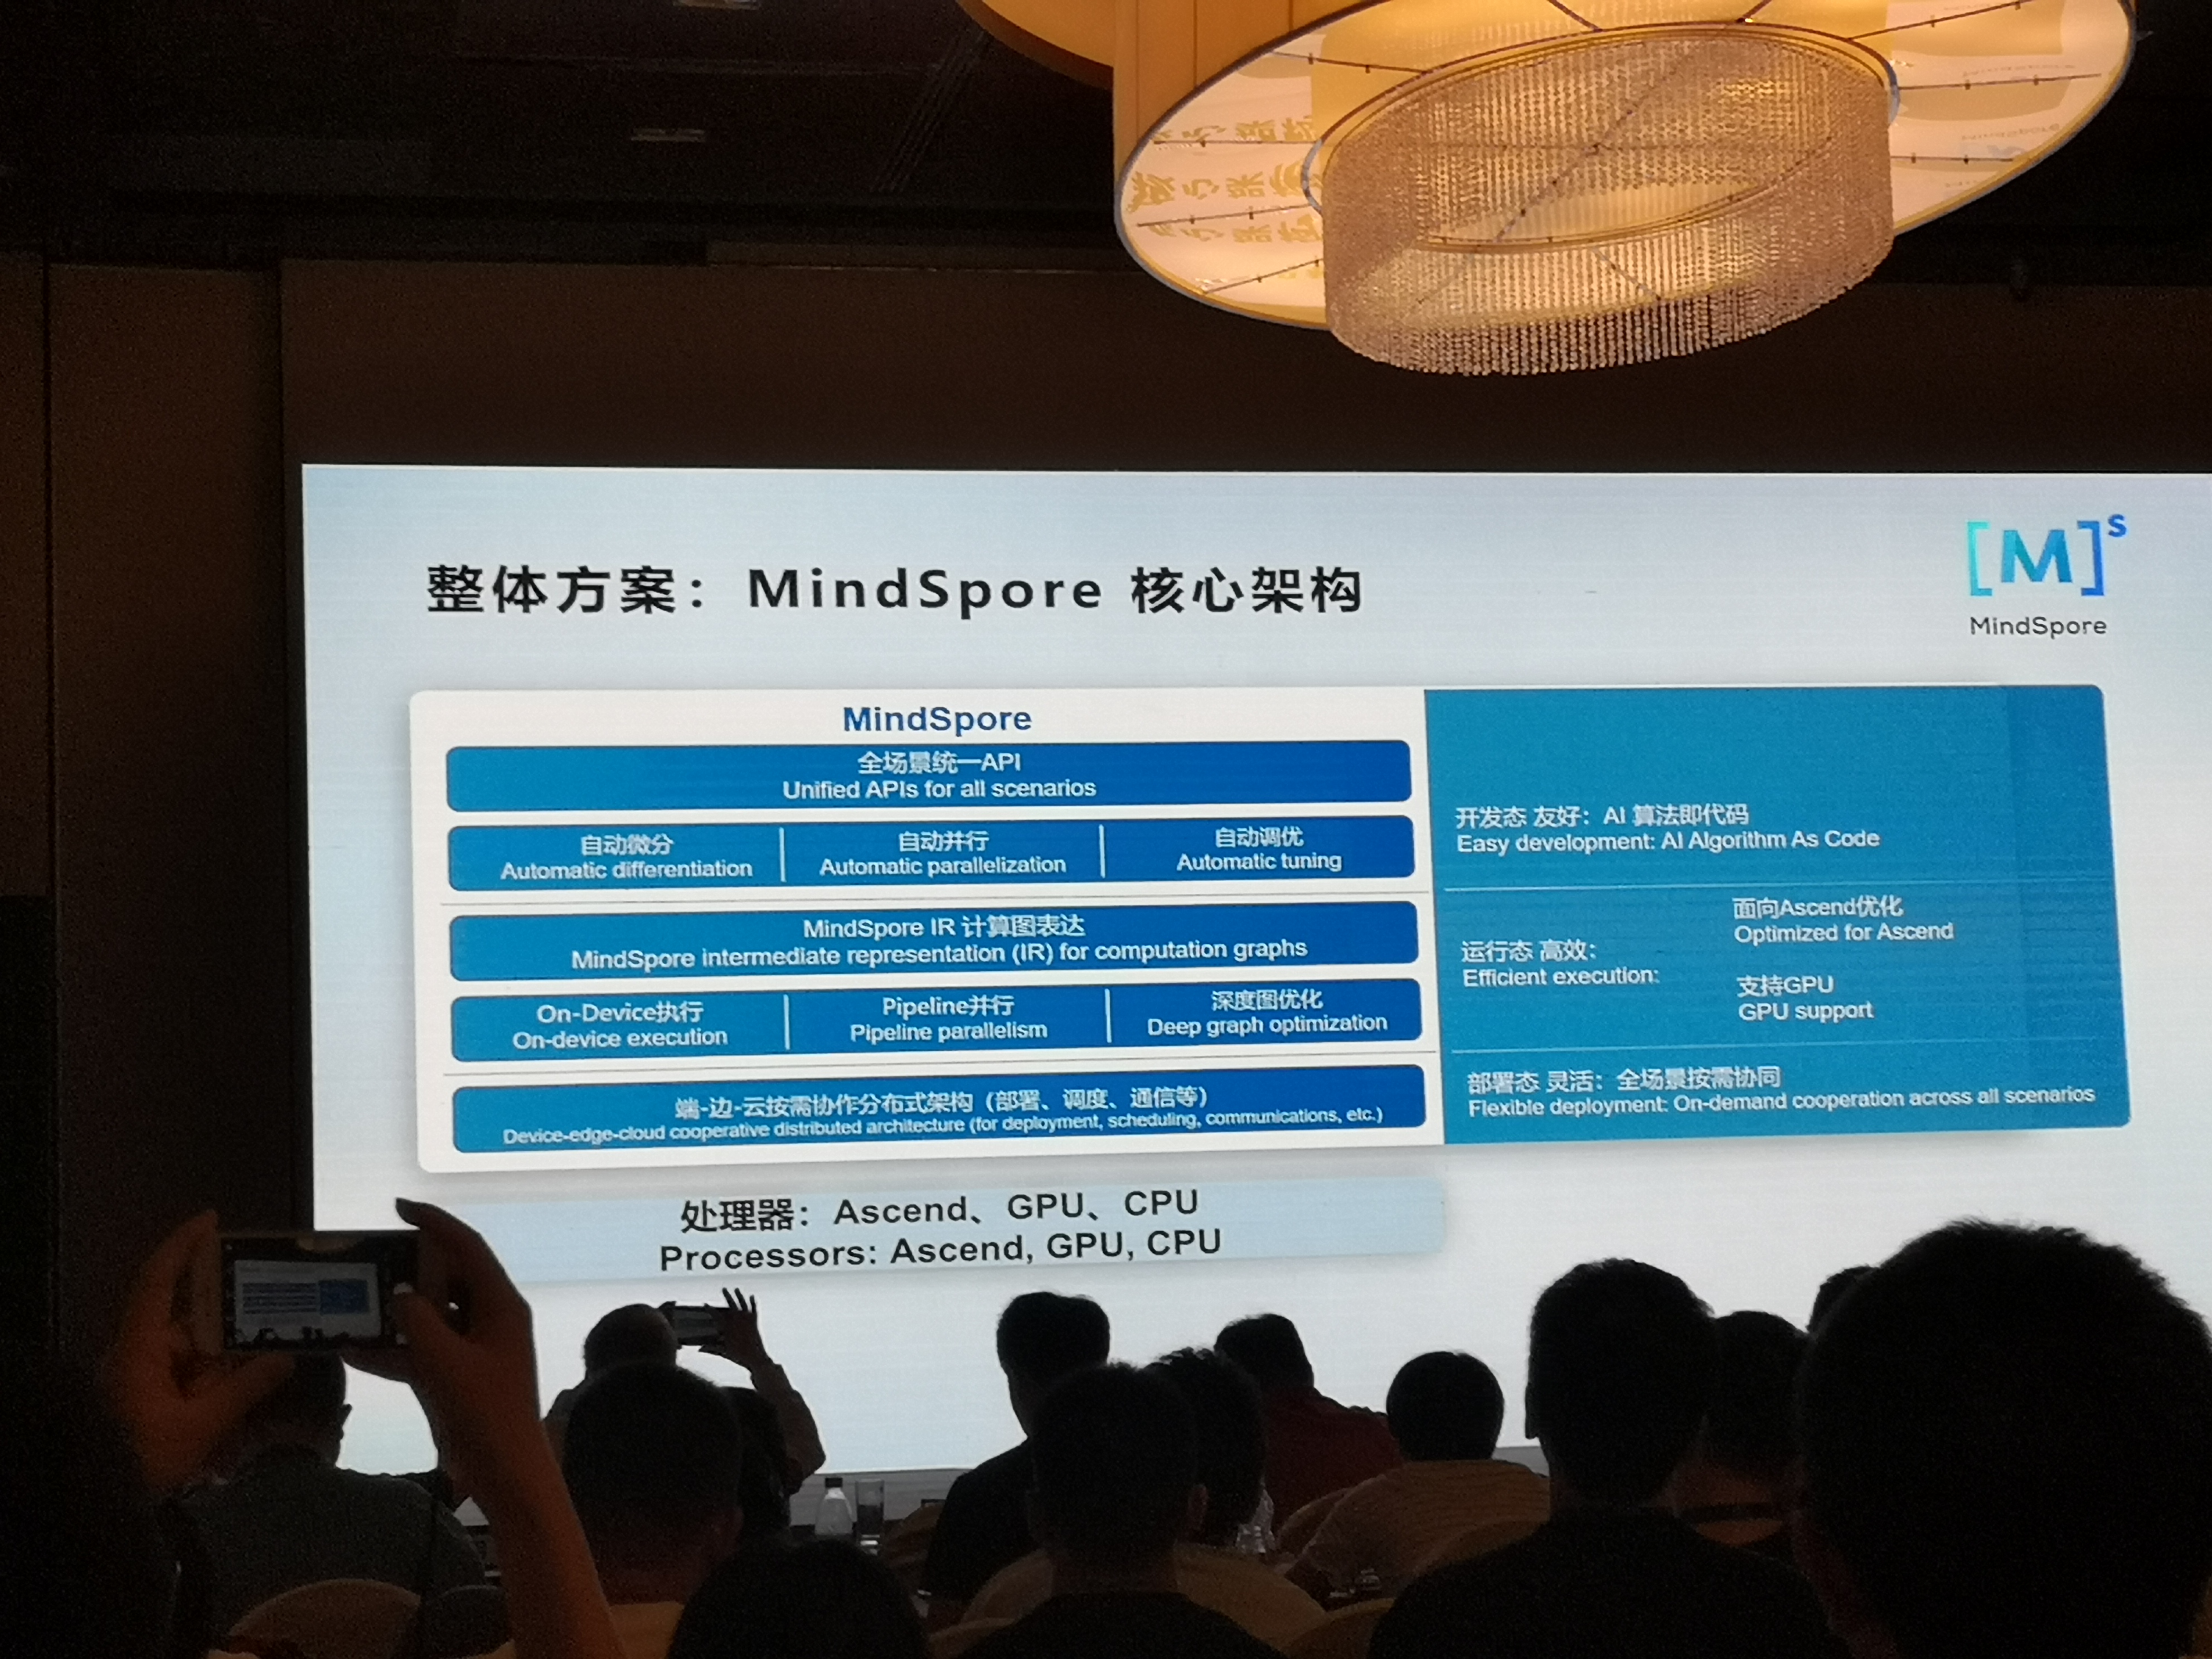 整体方案：MindSpore 核心架构
[M]S
MindSpore
MindSpore
全场景统一API
Unified APIs for all scenarios
自动微分
Automatic differentiation
自动并行
Automatic parallelization
自动调优
Automatic tuning
MindSpore IR 计算图表达
MindSpore intermediate representation (IR) for computation graphs
On-Device执行
On-device execution
Pipeline并行
Pipeline parallelism
深度图优化
Deep graph optimization
端-边-云按需协作分布式架构（部署、调度、通信等）
Device-edge-cloud cooperative distributed architecture (for deployment, scheduling, communications, etc.)
开发态 友好：AI 算法即代码
Easy development: AI Algorithm As Code
运行态 高效：
Efficient execution:
面向Ascend优化
Optimized for Ascend
支持GPU
GPU support
部署态 灵活：全场景按需协同
Flexible deployment: On-demand cooperation across all scenarios
处理器：Ascend、GPU、CPU
Processors: Ascend, GPU, CPU